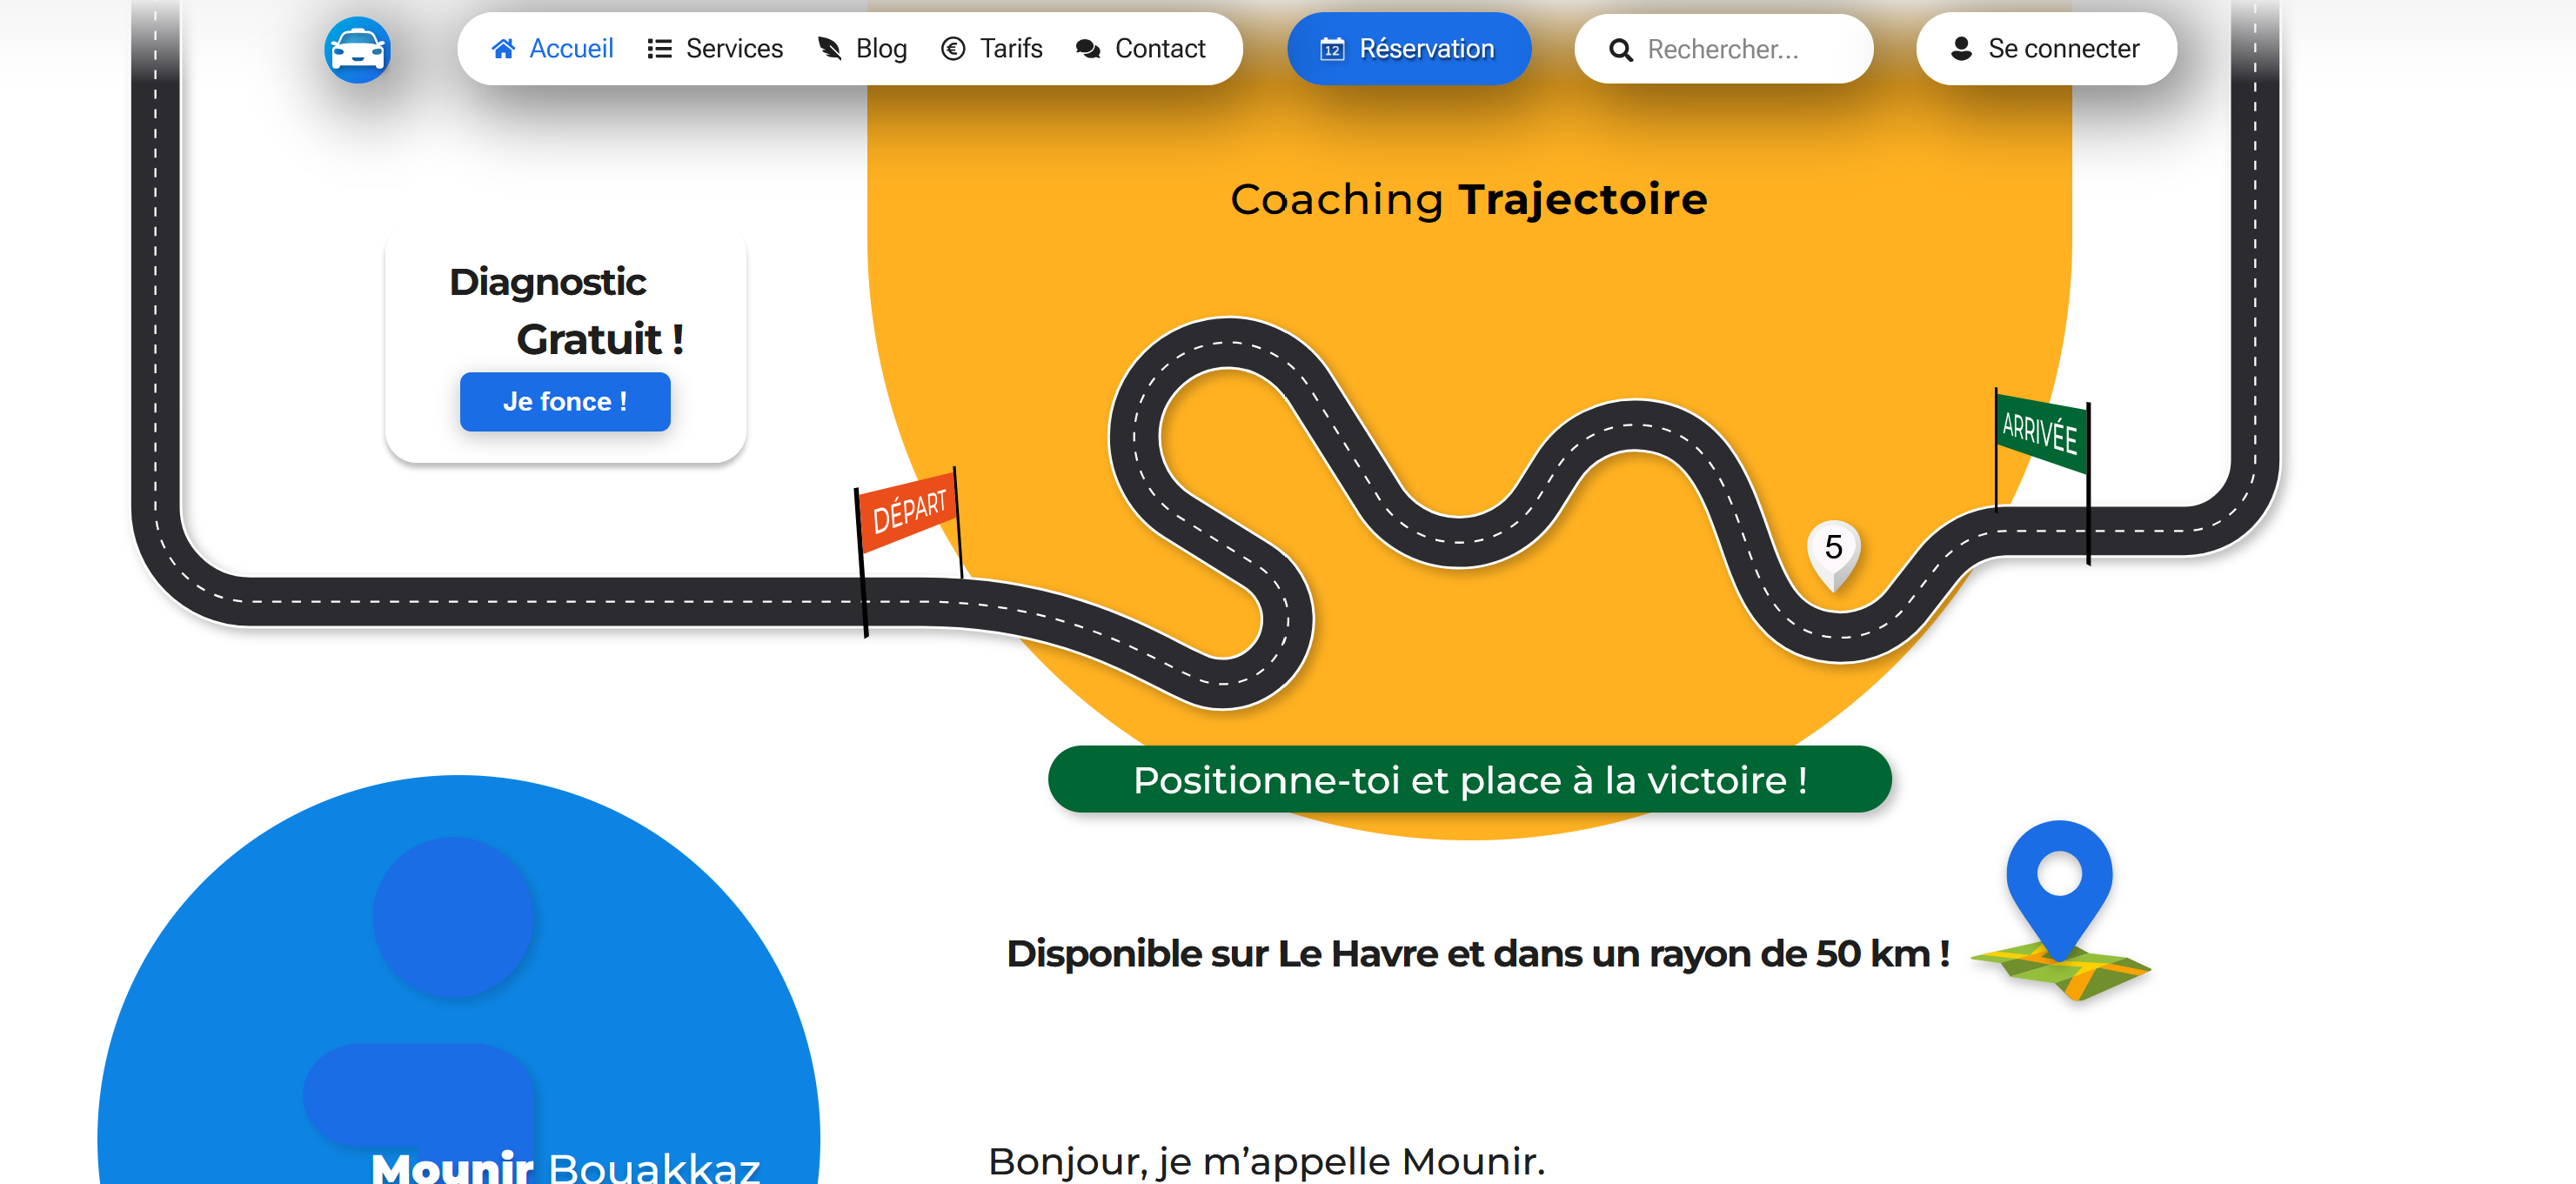 Accueil Services Blog Tarifs Contact
12 Réservation
Rechercher...
Se connecter
Coaching Trajectoire
Diagnostic
Gratuit !
Je fonce !
DÉPART
ARRIVÉE
5
Positionne-toi et place à la victoire !
Disponible sur Le Havre et dans un rayon de 50 km !
Mounir Bouakkaz
Bonjour, je m’appelle Mounir.